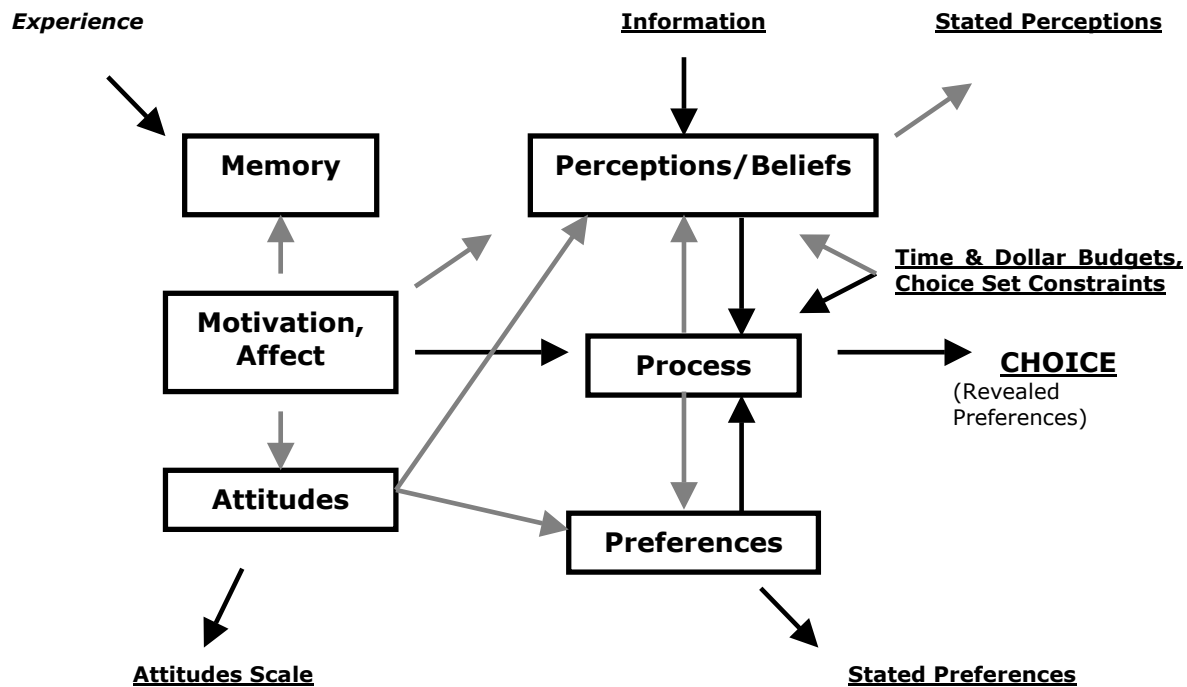 Experience
Information
Stated Perceptions
Memory
Perceptions/Beliefs
Time & Dollar Budgets,
Choice Set Constraints
Motivation,
Affect
Process
CHOICE
(Revealed
Preferences)
Attitudes
Preferences
Attitudes Scale
Stated Preferences